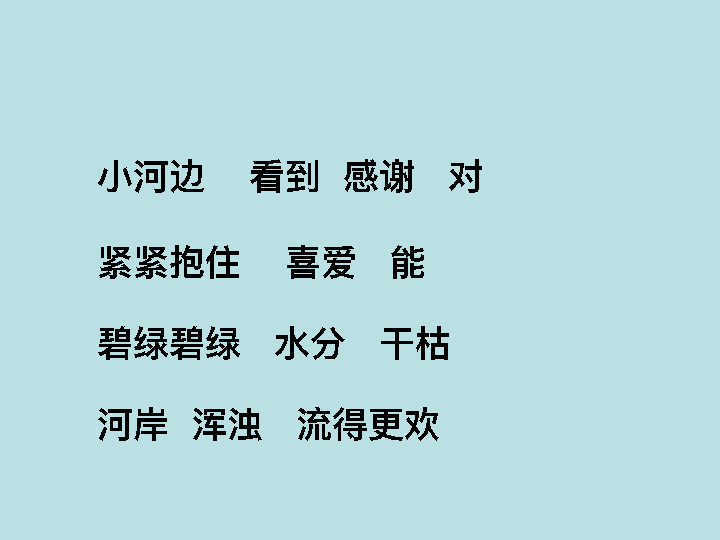 小河边 看到 感谢 对
紧紧抱住 喜爱 能
碧绿碧绿 水分 干枯
河岸 浑浊 流得更欢